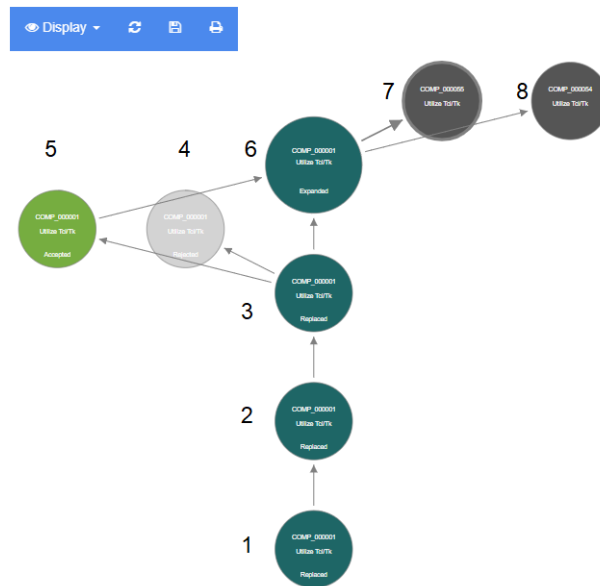 Display
7
8
COMP_000066
Utilize Tcl/Tk
COMP_000064
Utilize Tcl/Tk
5
4
6
COMP_000001
Utilize Tcl/Tk
Expanded
COMP_000001
Utilize Tcl/Tk
Accepted
COMP_000001
Utilize Tcl/Tk
Rejected
COMP_000001
Utilize Tcl/Tk
Replaced
3
COMP_000001
Utilize Tcl/Tk
Replaced
2
COMP_000001
Utilize Tcl/Tk
Replaced
1